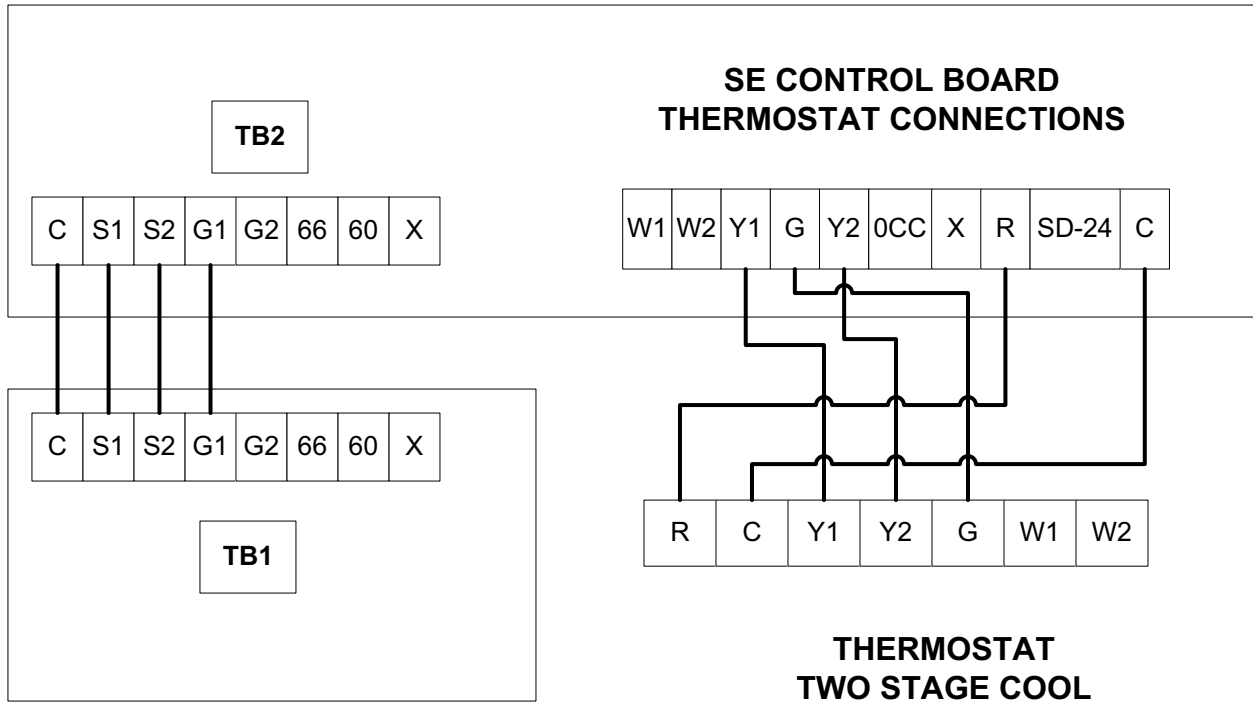 SE CONTROL BOARD
THERMOSTAT CONNECTIONS
TB2
C S1 S2 G1 G2 66 60 X
W1 W2 Y1 G Y2 0CC X R SD-24 C
C S1 S2 G1 G2 66 60 X
TB1
R C Y1 Y2 G W1 W2
THERMOSTAT
TWO STAGE COOL